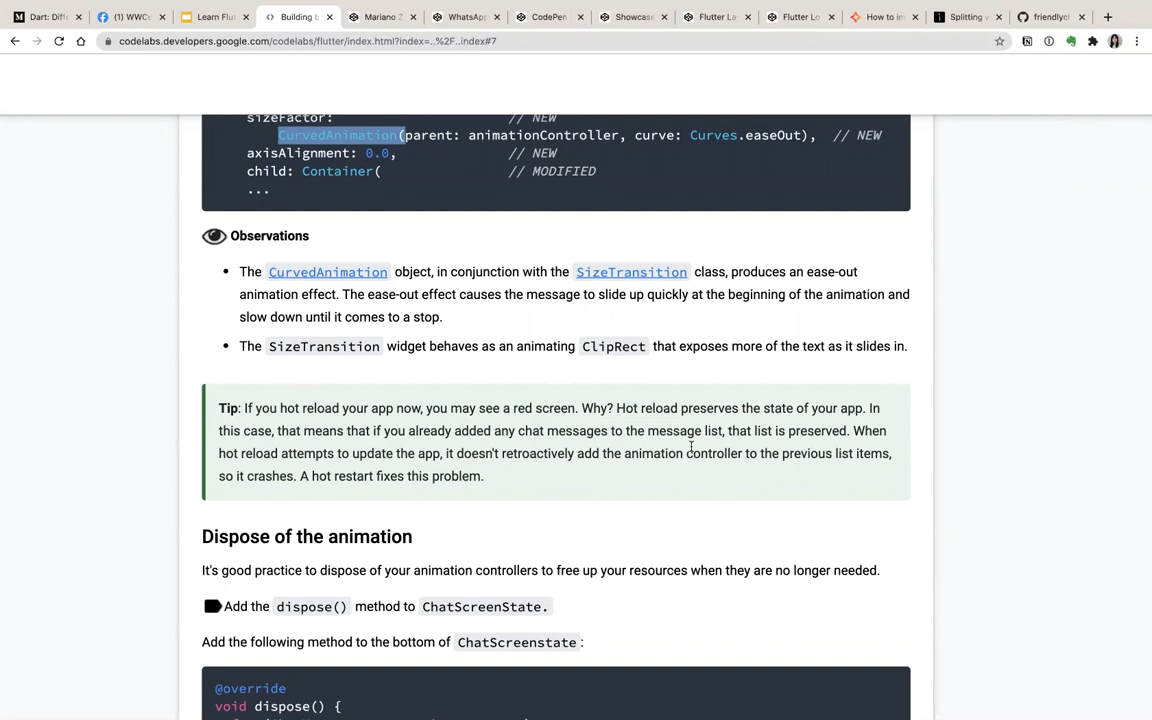 Dart: Diffe
(1) WWCo
Learn Flut
Building b
Mariano Z
WhatsApp
CodePen
Showcase
Flutter La
Flutter Lo
How to im
Splitting w
friendlych
codelabs.developers.google.com/codelabs/flutter/index.html?index=..%2F..index#7
sizeFactor: // NEW
CurvedAnimation(parent: animationController, curve: Curves.easeOut), // NEW
axisAlignment: 0.0, // NEW
child: Container( // MODIFIED
...
Observations
• The CurvedAnimation object, in conjunction with the SizeTransition class, produces an ease-out
animation effect. The ease-out effect causes the message to slide up quickly at the beginning of the animation and
slow down until it comes to a stop.
• The SizeTransition widget behaves as an animating ClipRect that exposes more of the text as it slides in.
Tip: If you hot reload your app now, you may see a red screen. Why? Hot reload preserves the state of your app. In
this case, that means that if you already added any chat messages to the message list, that list is preserved. When
hot reload attempts to update the app, it doesn't retroactively add the animation controller to the previous list items,
so it crashes. A hot restart fixes this problem.
Dispose of the animation
It's good practice to dispose of your animation controllers to free up your resources when they are no longer needed.
Add the dispose() method to ChatScreenState.
Add the following method to the bottom of ChatScreenstate:
@override
void dispose() {